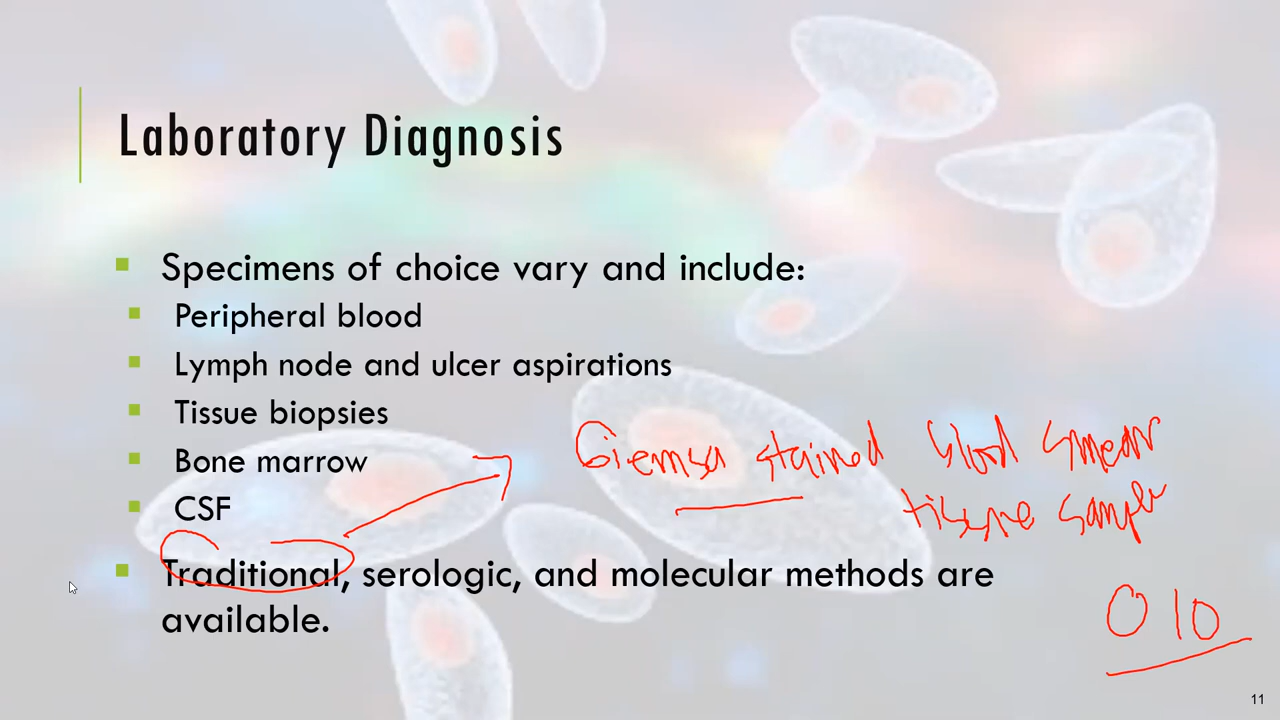 Laboratory Diagnosis
Specimens of choice vary and include:
Peripheral blood
Lymph node and ulcer aspirations
Tissue biopsies
Bone marrow
CSF
Giemsa stained blood smear
tissue sample
Traditional, serologic, and molecular methods are
available.
O I O
11